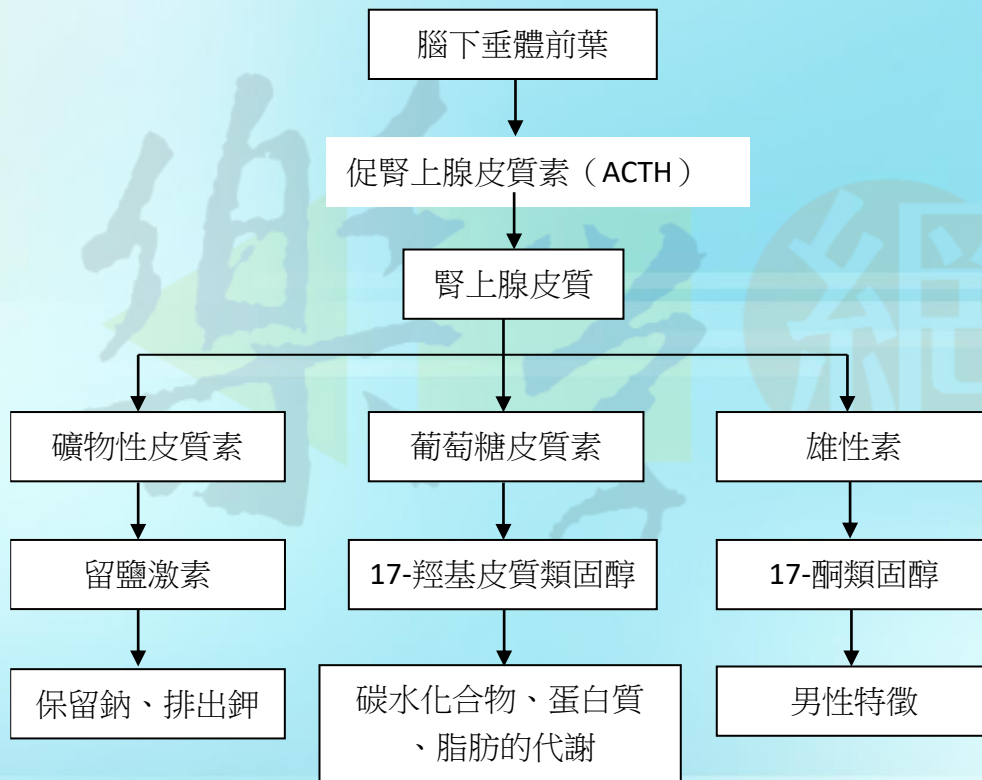 腦下垂體前葉
促腎上腺皮質素（ACTH）
腎上腺皮質
礦物性皮質素
葡萄糖皮質素
雄性素
留鹽激素
17-羥基皮質類固醇
17-酮類固醇
保留鈉、排出鉀
碳水化合物、蛋白質
、脂肪的代謝
男性特徵
樂學網